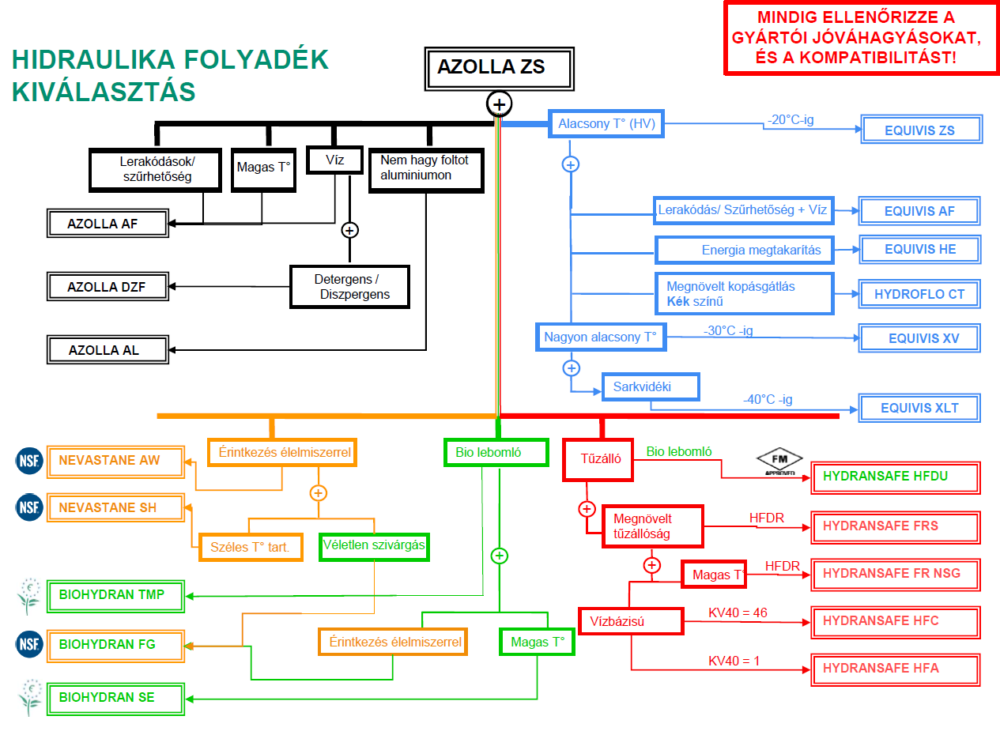 MINDIG ELLENŐRIZZE A
GYÁRTÓI JÓVÁHAGYÁSOKAT,
ÉS A KOMPATIBILITÁST!
HIDRAULIKA FOLYADÉK
KIVÁLASZTÁS
AZOLLA ZS
+
Alacsony T° (HV)
-20°C-ig
EQUIVIS ZS
Lerakódások/
szűrhetőség
Magas T°
Víz
Nem hagy foltot
aluminiumon
+
AZOLLA AF
+
Lerakódás/ Szűrhetőség + Víz
EQUIVIS AF
Energia megtakarítás
EQUIVIS HE
AZOLLA DZF
Detergens /
Diszpergens
Megnövelt kopásgátlás
Kék színű
HYDROFLO CT
AZOLLA AL
Nagyon alacsony T°
-30°C -ig
EQUIVIS XV
+
Sarkvidéki
-40°C -ig
EQUIVIS XLT
NSF.
NEVASTANE AW
Érintkezés élelmiszerrel
Bio lebomló
Tűzálló
Bio lebomló
FM
APPROVED
HYDRANSAFE HFDU
+
NSF.
NEVASTANE SH
+
Megnövelt
tűzállóság
HFDR
HYDRANSAFE FRS
Széles T° tart.
Véletlen szivárgás
+
+
Magas T°
HFDR
HYDRANSAFE FR NSG
€
BIOHYDRAN TMP
Vízbázisú
KV40 = 46
HYDRANSAFE HFC
NSF.
BIOHYDRAN FG
Érintkezés élelmiszerrel
Magas T°
KV40 = 1
HYDRANSAFE HFA
€
BIOHYDRAN SE